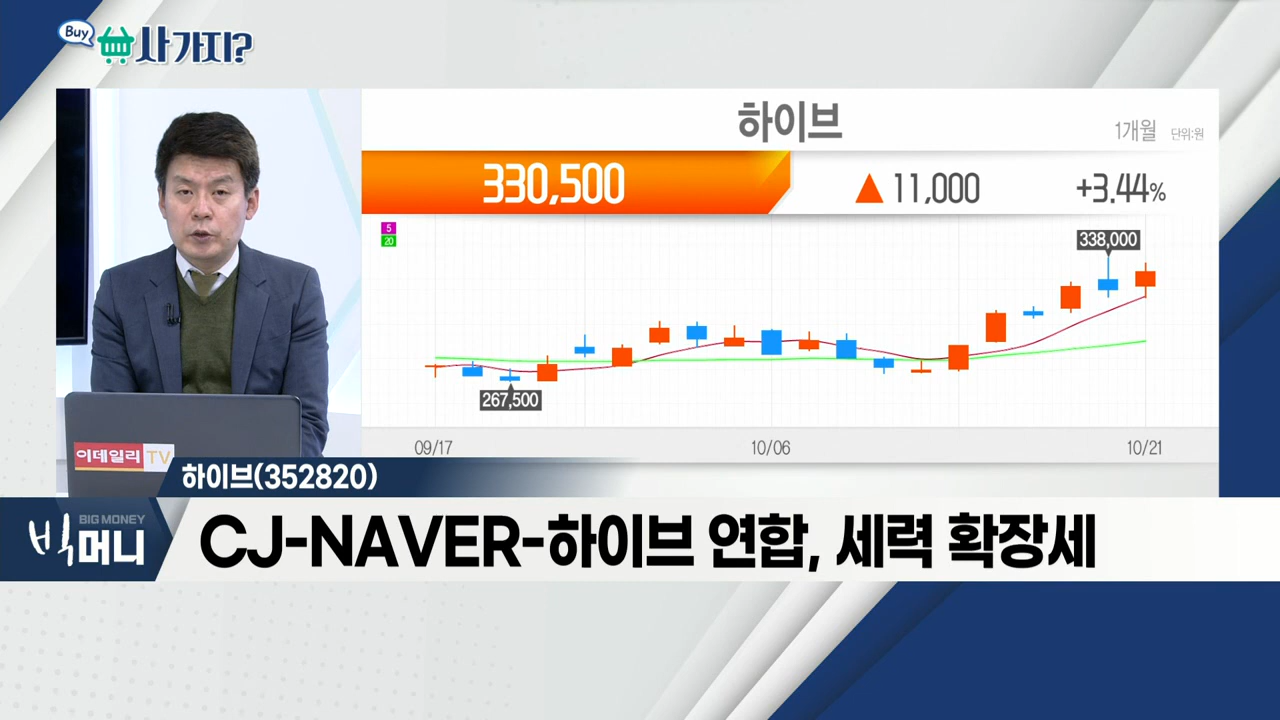 Buy
사가지?
하이브
1개월 단위:원
330,500 ▲ 11,000 +3.44%
5
20
338,000
267,500
09/17 10/06 10/21
이데일리 TV
하이브(352820)
BIG MONEY
빅머니
CJ-NAVER-하이브 연합, 세력 확장세